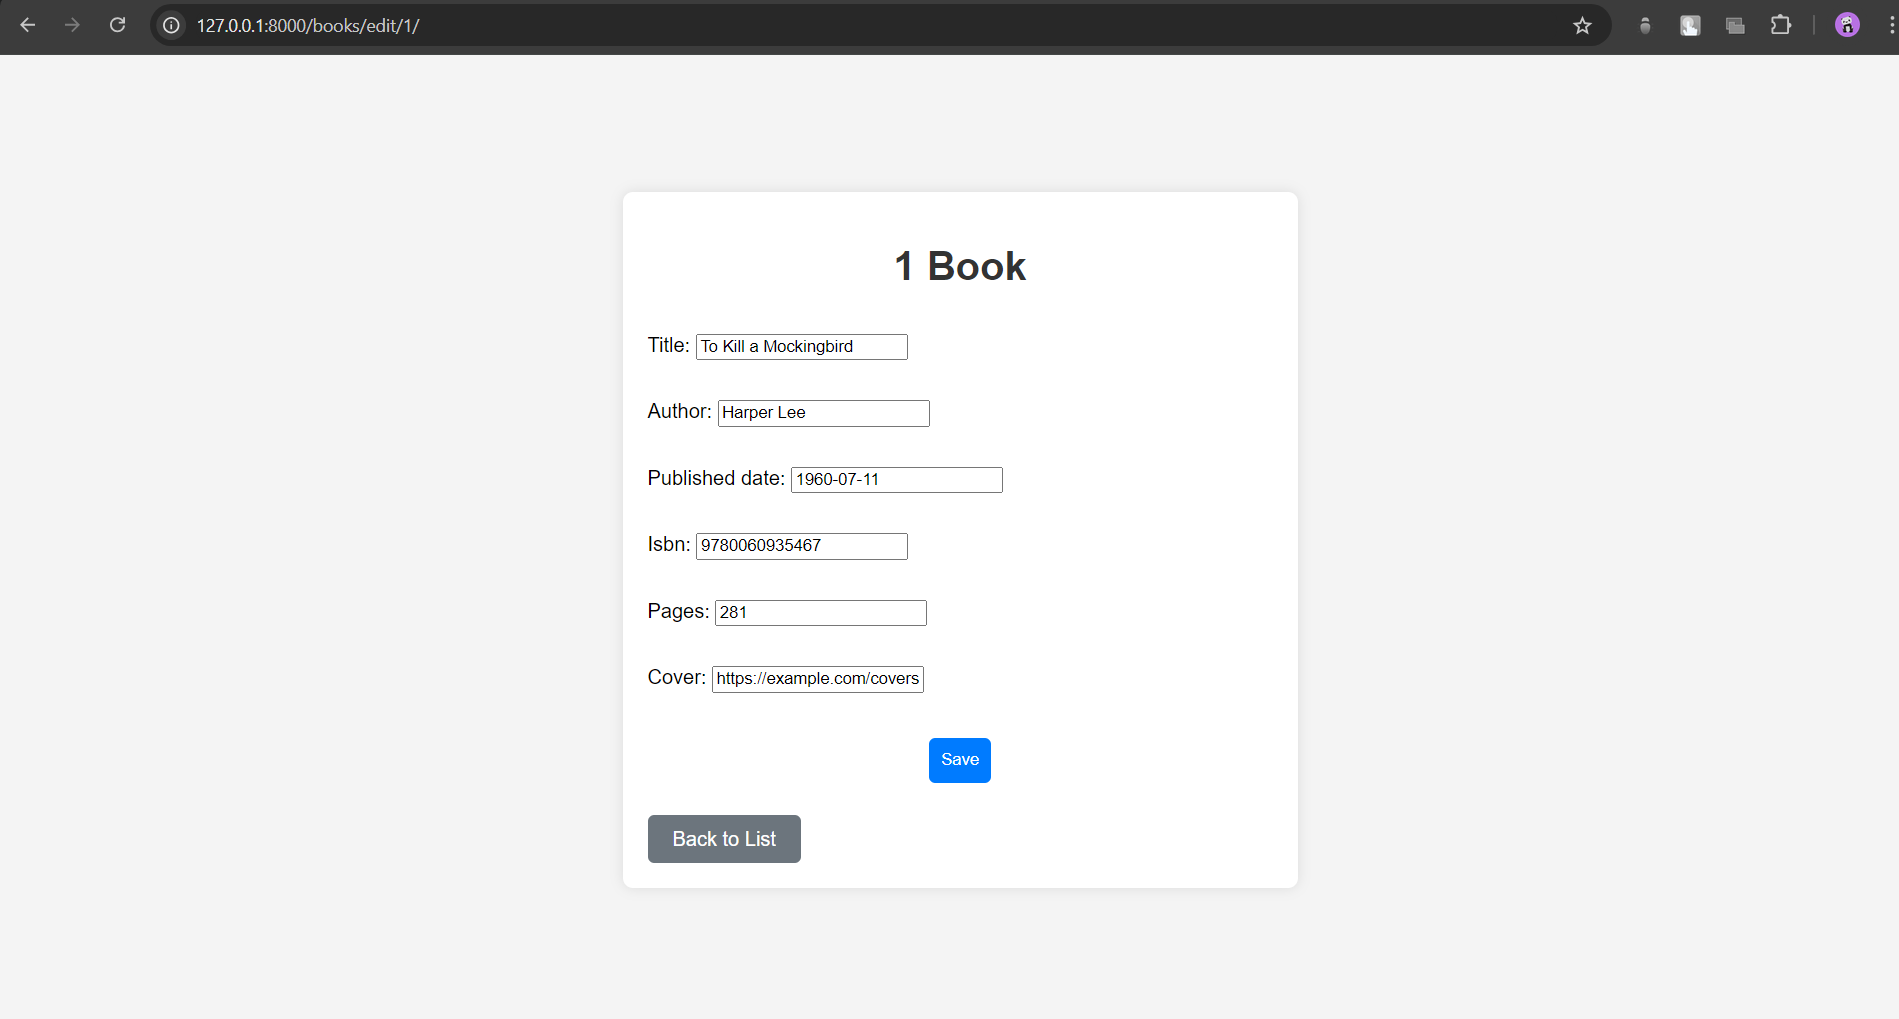 127.0.0.1:8000/books/edit/1/
1 Book
Title: To Kill a Mockingbird
Author: Harper Lee
Published date: 1960-07-11
Isbn: 9780060935467
Pages: 281
Cover: https://example.com/covers
Save
Back to List